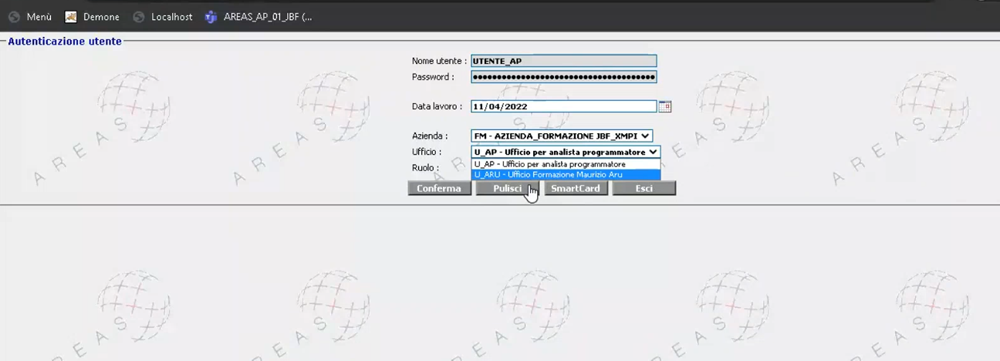 Menù Demone Localhost AREAS_AP_01_JBF (...
Autenticazione utente
Nome utente : UTENTE_AP
Password : ••••••••••••••••••••••••••••••••••••••
Data lavoro : 11/04/2022
Azienda : FM - AZIENDA_FORMAZIONE JBF_XMPI
Ufficio : U_AP - Ufficio per analista programmatore
U_AP - Ufficio per analista programmatore
Ruolo : U_ARU - Ufficio Formazione Maurizio Aru
Conferma Pulisci SmartCard Esci
AREAS AREAS AREAS AREAS AREAS
AREAS AREAS AREAS AREAS AREAS